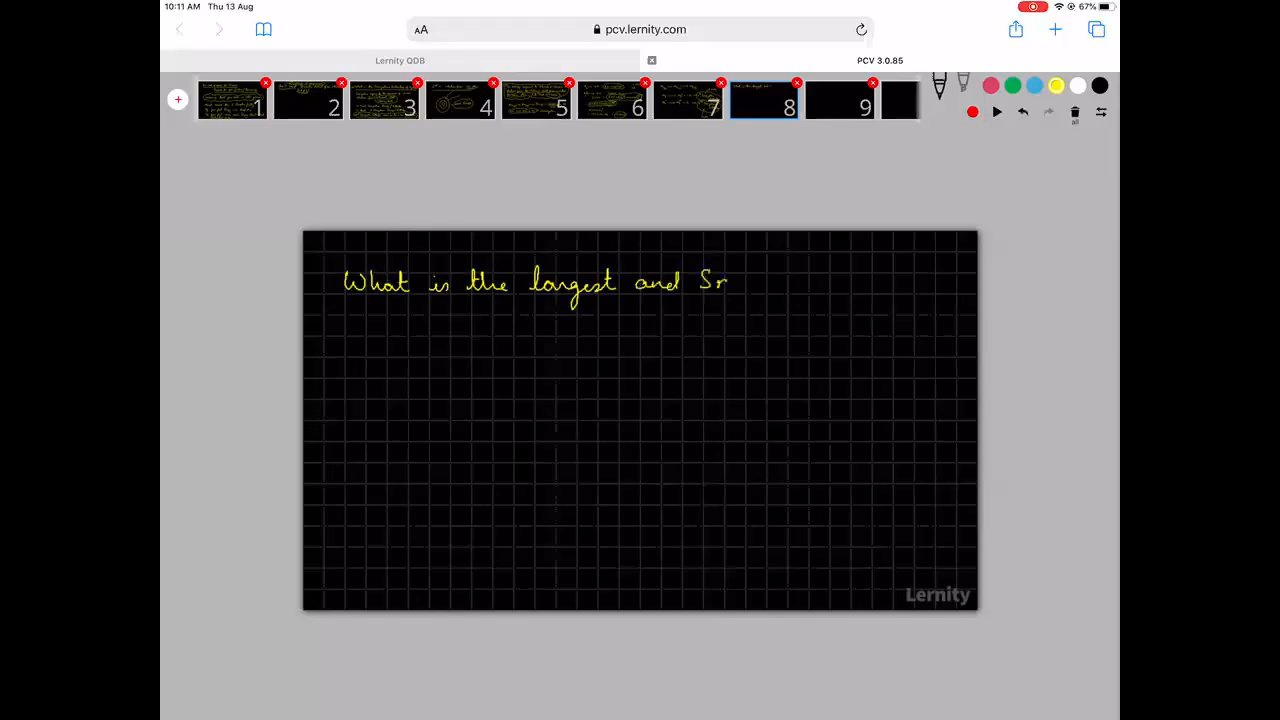 10:11 AM Thu 13 Aug
67%
AA
pcv.lernity.com
Lernity QDB
PCV 3.0.85
1 2 3 4 5 6 7 8 9
all
What is the largest and Sr
Lernity